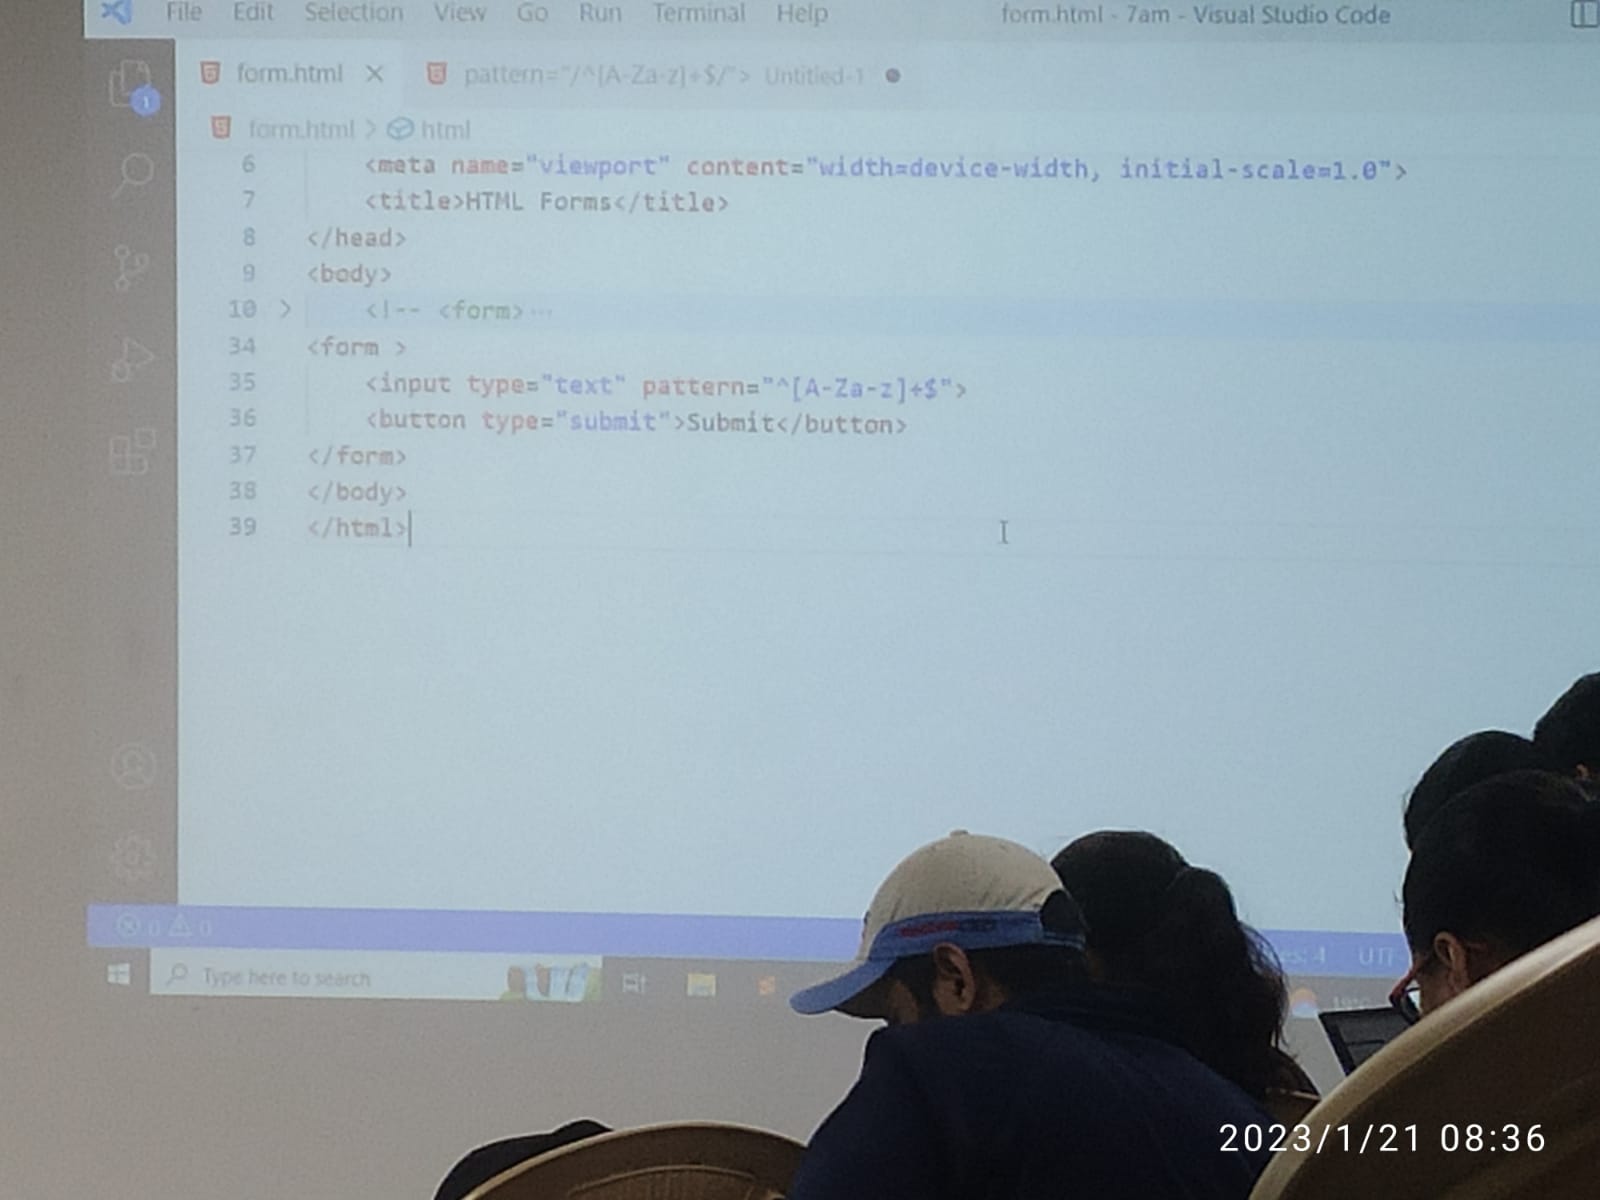 File Edit Selection View Go Run Terminal Help form.html - 7am - Visual Studio Code
form.html × pattern="/^[A-Za-z]+$/"> Untitled-1 ●
1
form.html > html
6 <meta name="viewport" content="width=device-width, initial-scale=1.0">
7 <title>HTML Forms</title>
8 </head>
9 <body>
10 > <!-- <form>···
34 <form >
35 <input type="text" pattern="^[A-Za-z]+$">
36 <button type="submit">Submit</button>
37 </form>
38 </body>
39 </html>
0 0
Type here to search
19°C
2023/1/21 08:36